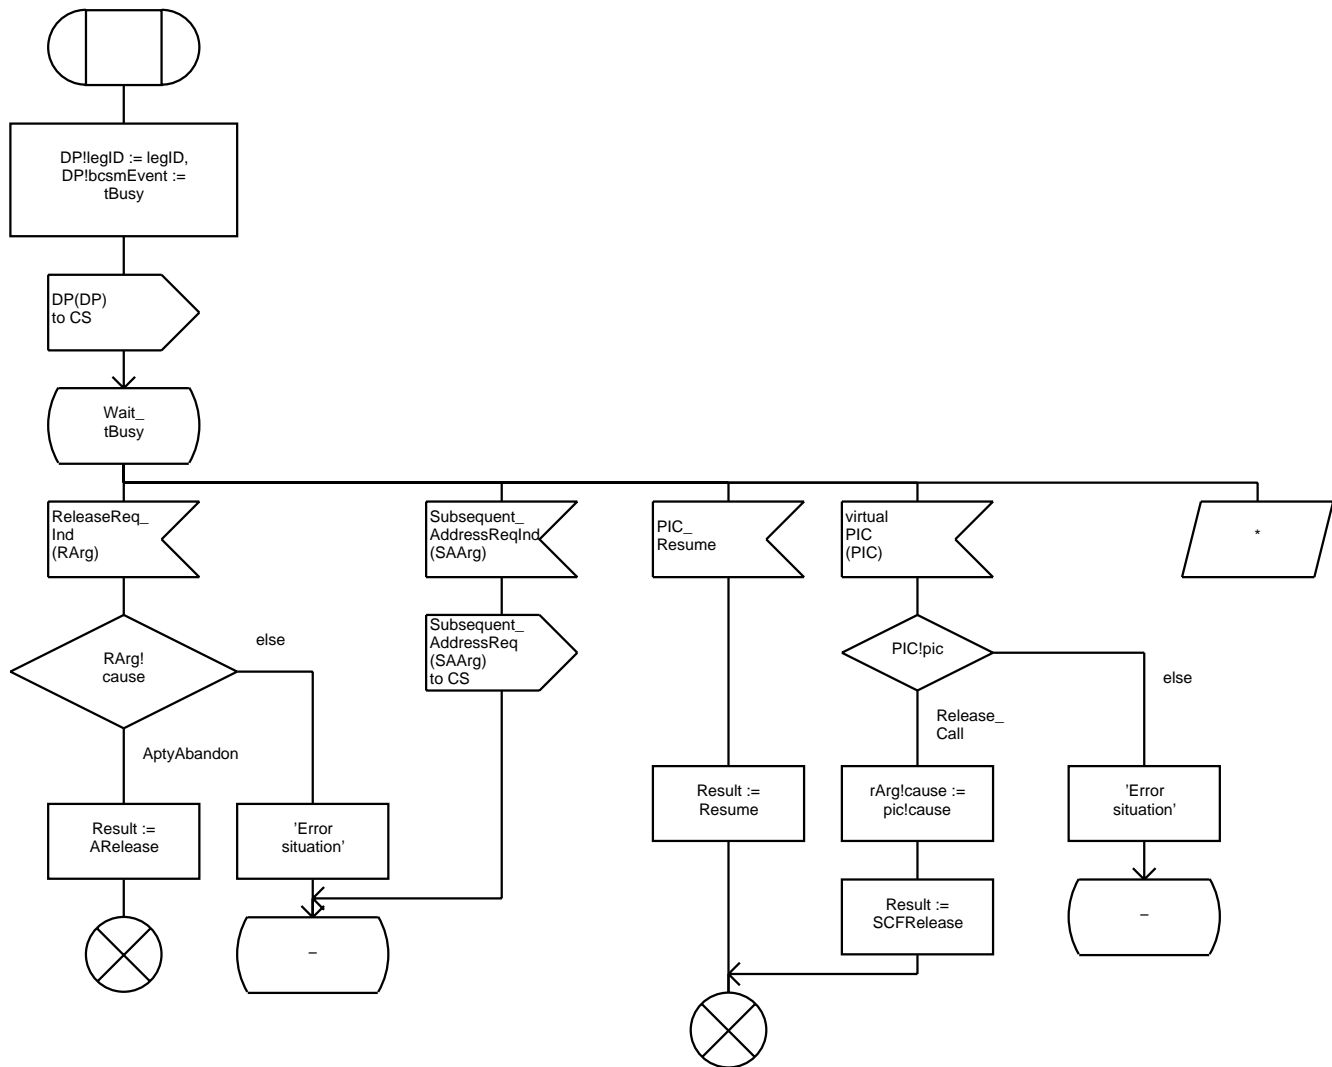 DP!legID := legID,
DP!bcsmEvent :=
tBusy
DP(DP)
to CS
Wait_
tBusy
ReleaseReq_
Ind
(RArg)
Subsequent_
AddressReqInd
(SAArg)
PIC_
Resume
virtual
PIC
(PIC)
*
RArg!
cause
else
Subsequent_
AddressReq
(SAArg)
to CS
PIC!pic
else
Release_
Call
AptyAbandon
Result :=
ARelease
'Error
situation'
Result :=
Resume
rArg!cause :=
pic!cause
'Error
situation'
Result :=
SCFRelease
–
–